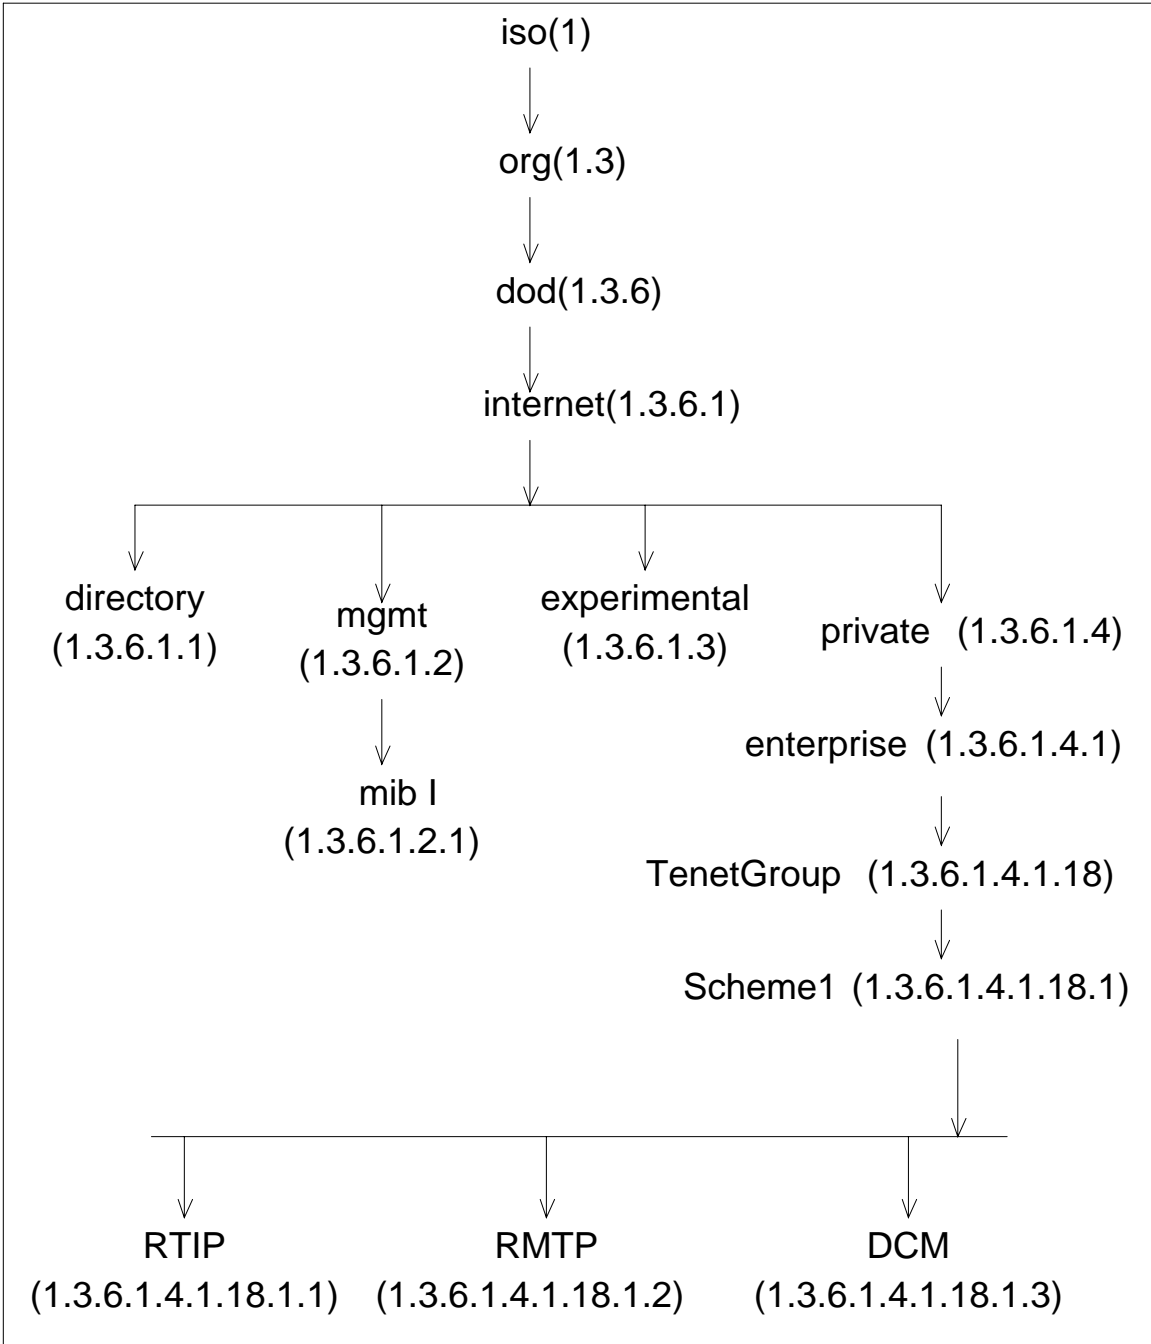 iso(1)
org(1.3)
dod(1.3.6)
internet(1.3.6.1)
directory
(1.3.6.1.1)
mgmt
(1.3.6.1.2)
experimental
(1.3.6.1.3)
private (1.3.6.1.4)
enterprise (1.3.6.1.4.1)
mib I
(1.3.6.1.2.1)
TenetGroup (1.3.6.1.4.1.18)
Scheme1 (1.3.6.1.4.1.18.1)
RTIP
(1.3.6.1.4.1.18.1.1)
RMTP
(1.3.6.1.4.1.18.1.2)
DCM
(1.3.6.1.4.1.18.1.3)